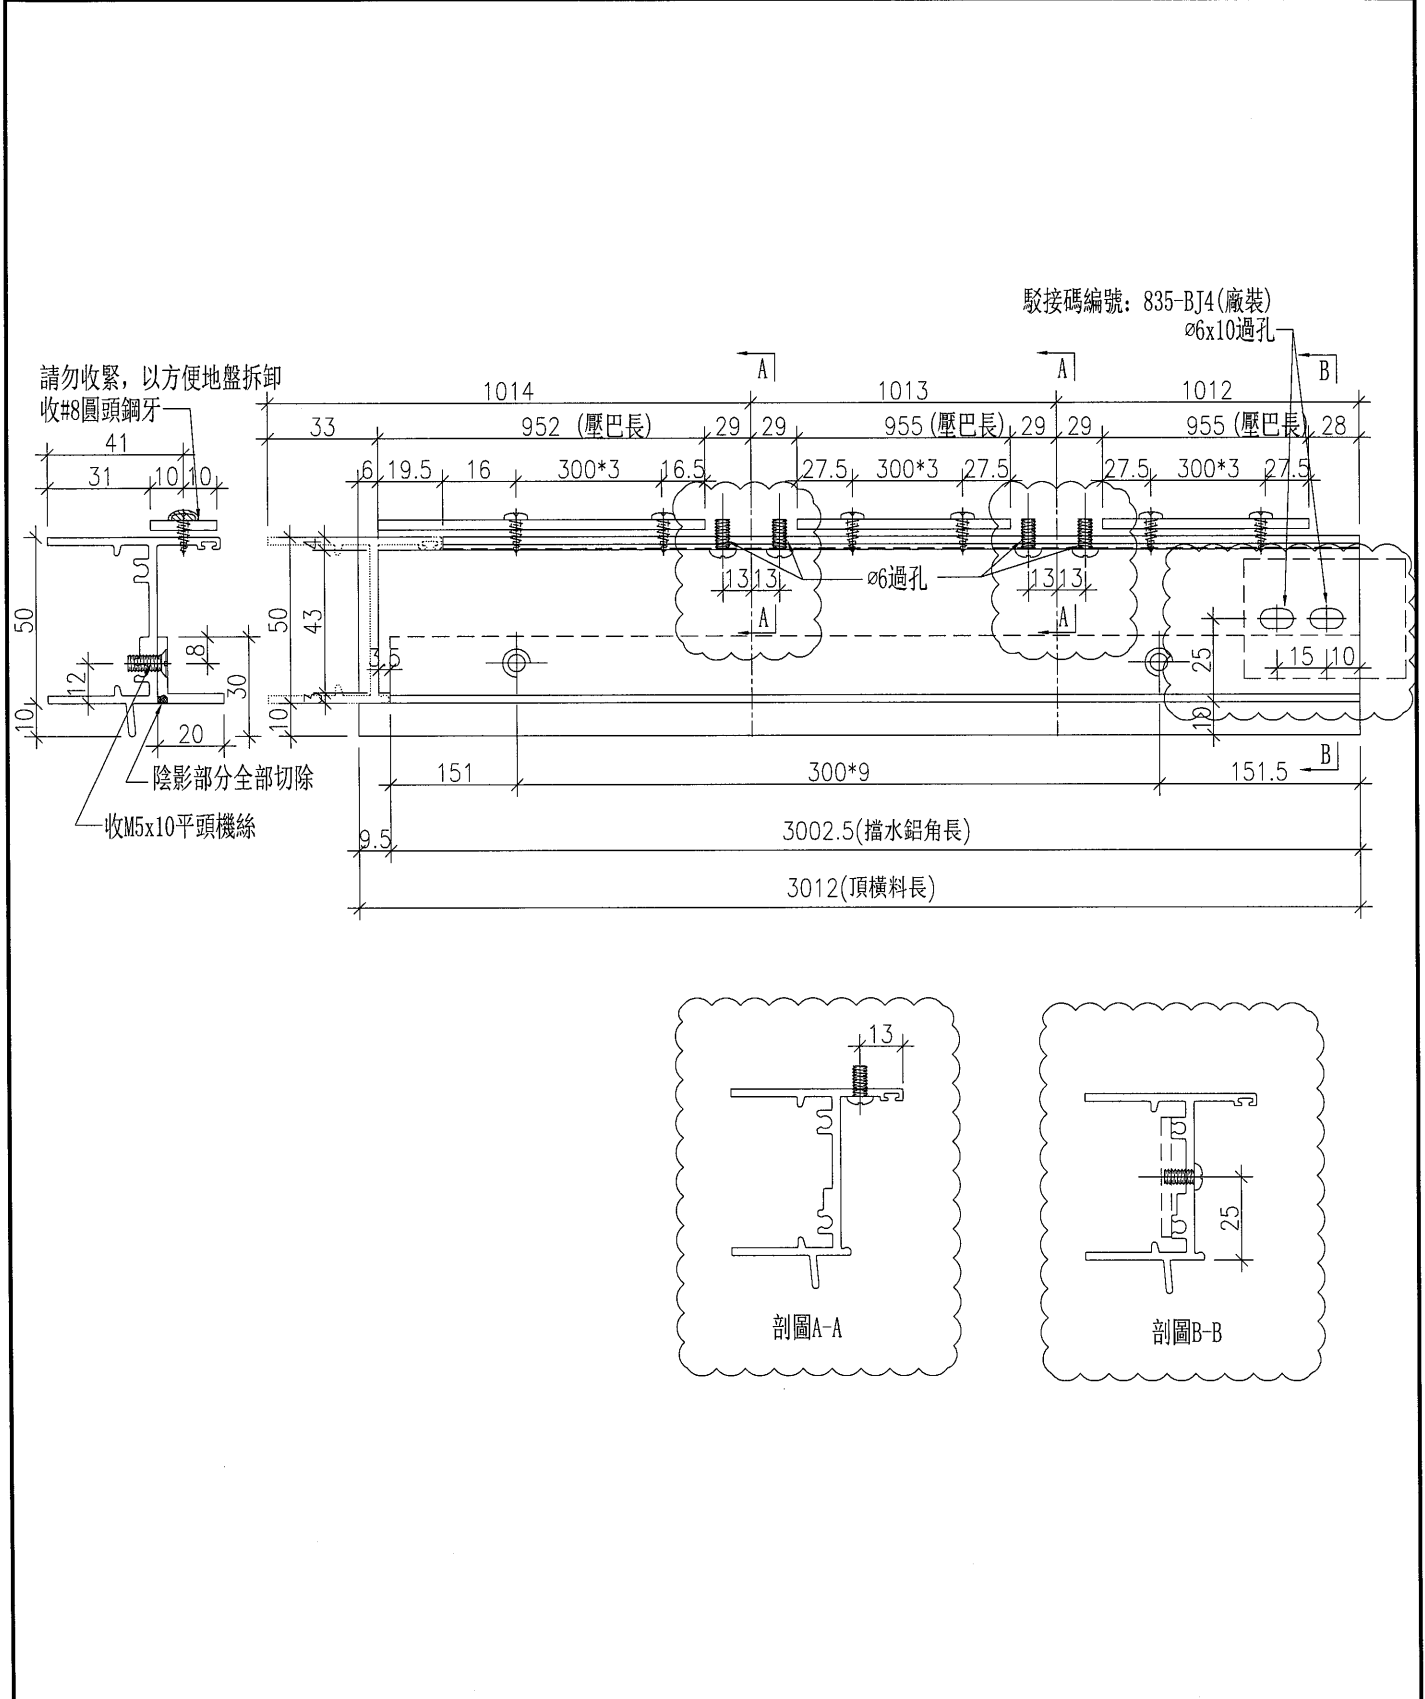 駁接碼編號: 835-BJ4(廠裝)
ø6x10過孔
請勿收緊, 以方便地盤拆卸
收#8圓頭鋼牙
A
A
B
1014
1013
1012
41
33
952 (壓巴長)
29
29
955 (壓巴長)
29
29
955 (壓巴長)
28
31
10
10
6
19.5
16
300*3
16.5
27.5
300*3
27.5
27.5
300*3
27.5
4
13
13
ø6過孔
13
13
50
50
43
A
A
8
12
30
3.5
25
15
10
3
10
10
10
20
B
陰影部分全部切除
151
300*9
151.5
收M5x10平頭機絲
9.5
3002.5(擋水鋁角長)
3012(頂橫料長)
13
25
剖圖A-A
剖圖B-B